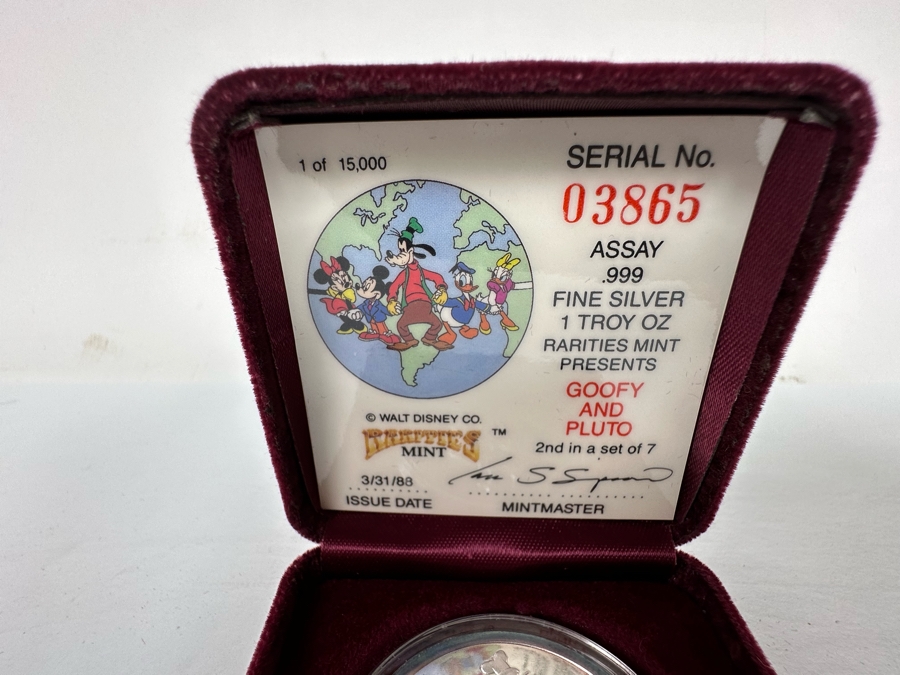 1 of 15,000
SERIAL No.
03865
ASSAY
.999
FINE SILVER
1 TROY OZ
RARITIES MINT
PRESENTS
GOOFY
AND
PLUTO
2nd in a set of 7
© WALT DISNEY CO.
RARITIES ™
MINT
3/31/88
ISSUE DATE
MINTMASTER